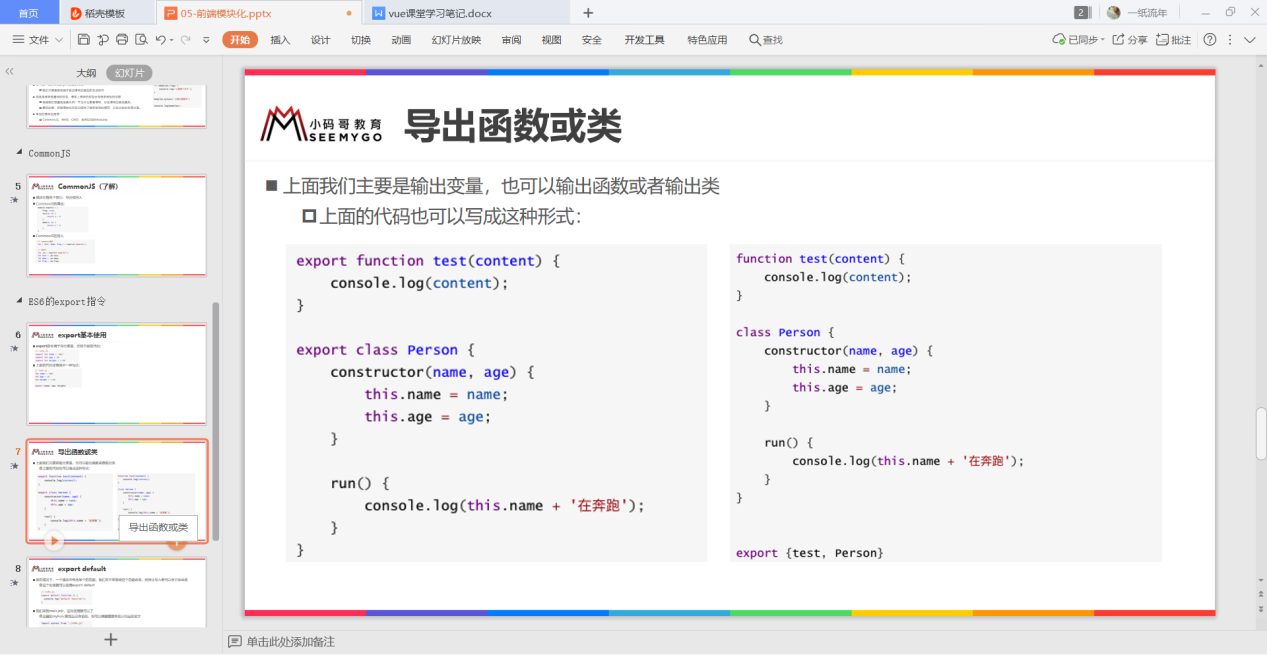 首页
稻壳模板
05-前端模块化.pptx
vue课堂学习笔记.docx
2
一纸流年
文件
开始
插入
设计
切换
动画
幻灯片放映
审阅
视图
安全
开发工具
特色应用
查找
已同步
分享
批注
大纲
幻灯片
CommonJS
5
CommonJS（了解）
ES6的export指令
6
export基本使用
7
导出函数或类
导出函数或类
8
export default
小码哥教育
SEEMYGO
导出函数或类
上面我们主要是输出变量，也可以输出函数或者输出类
上面的代码也可以写成这种形式：
export function test(content) {
console.log(content);
}
export class Person {
constructor(name, age) {
this.name = name;
this.age = age;
}
run() {
console.log(this.name + '在奔跑');
}
}
function test(content) {
console.log(content);
}
class Person {
constructor(name, age) {
this.name = name;
this.age = age;
}
run() {
console.log(this.name + '在奔跑');
}
}
export {test, Person}
单击此处添加备注